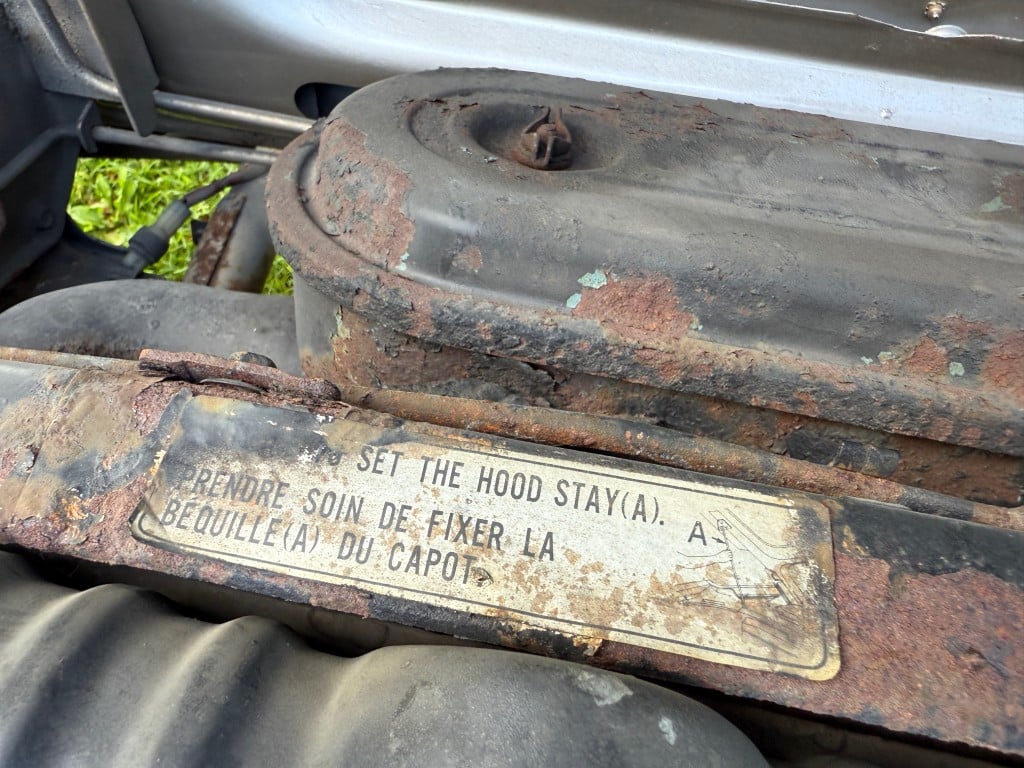 SET THE HOOD STAY(A).
PRENDRE SOIN DE FIXER LA
BÉQUILLE(A) DU CAPOT.
A